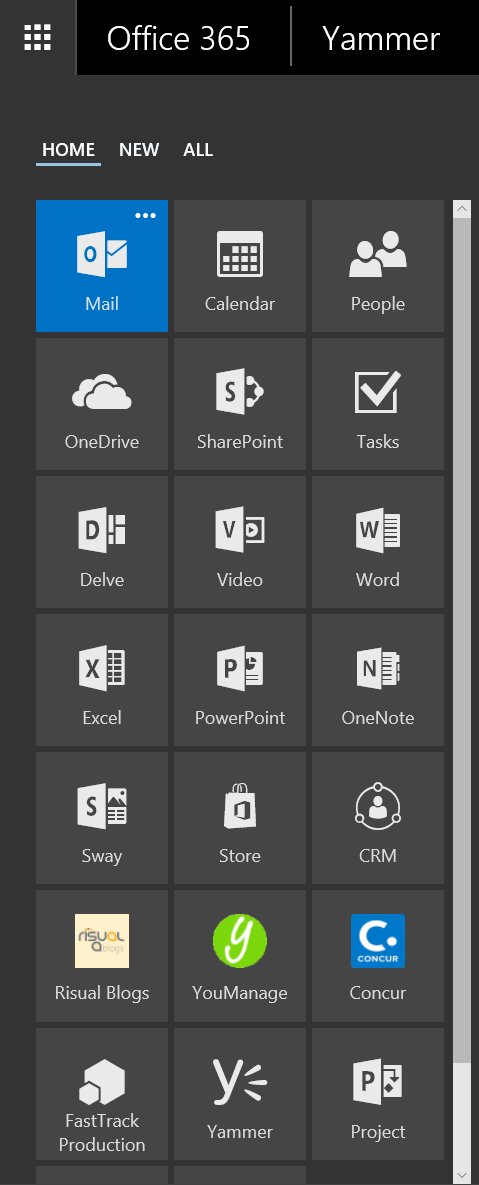 Office 365
Yammer
HOME NEW ALL
O
Mail
Calendar
People
OneDrive
S
SharePoint
Tasks
D
Delve
V
Video
W
Word
X
Excel
P
PowerPoint
N
OneNote
S
Sway
Store
CRM
risual
blogs
Risual Blogs
y
YouManage
C.
CONCUR
Concur
FastTrack
Production
Yammer
P
Project